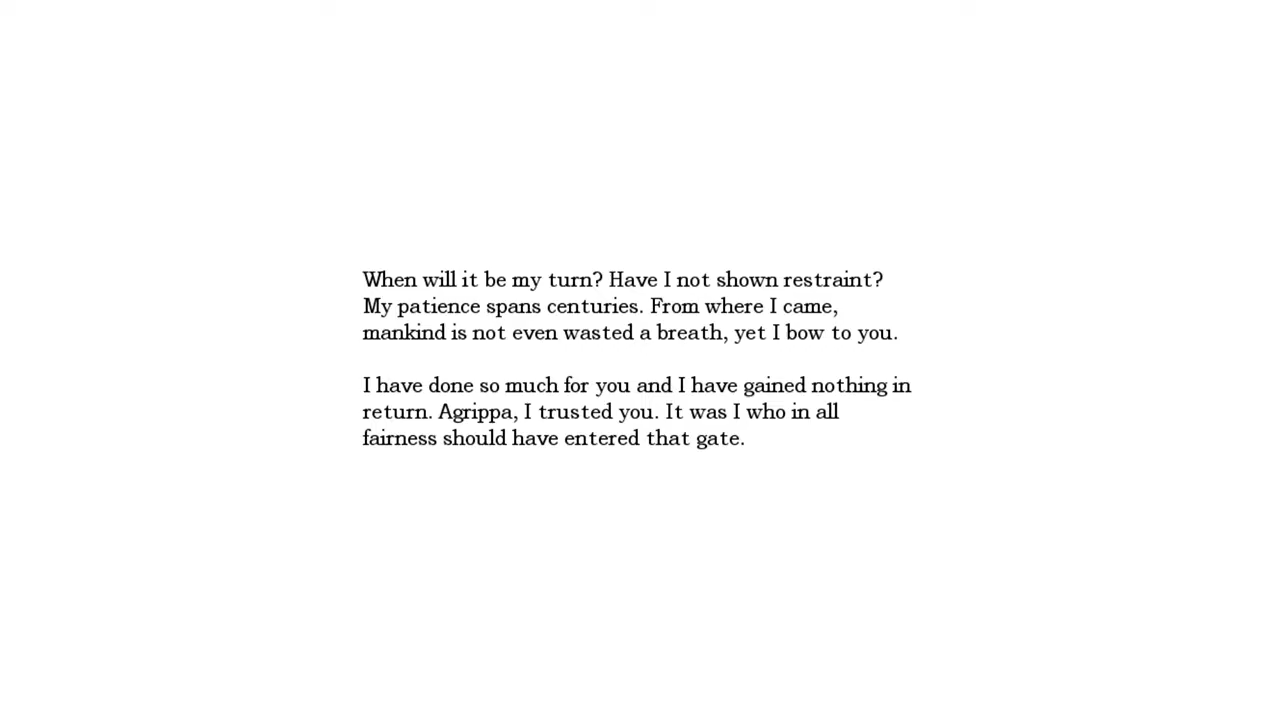 When will it be my turn? Have I not shown restraint?
My patience spans centuries. From where I came,
mankind is not even wasted a breath, yet I bow to you.
I have done so much for you and I have gained nothing in
return. Agrippa, I trusted you. It was I who in all
fairness should have entered that gate.